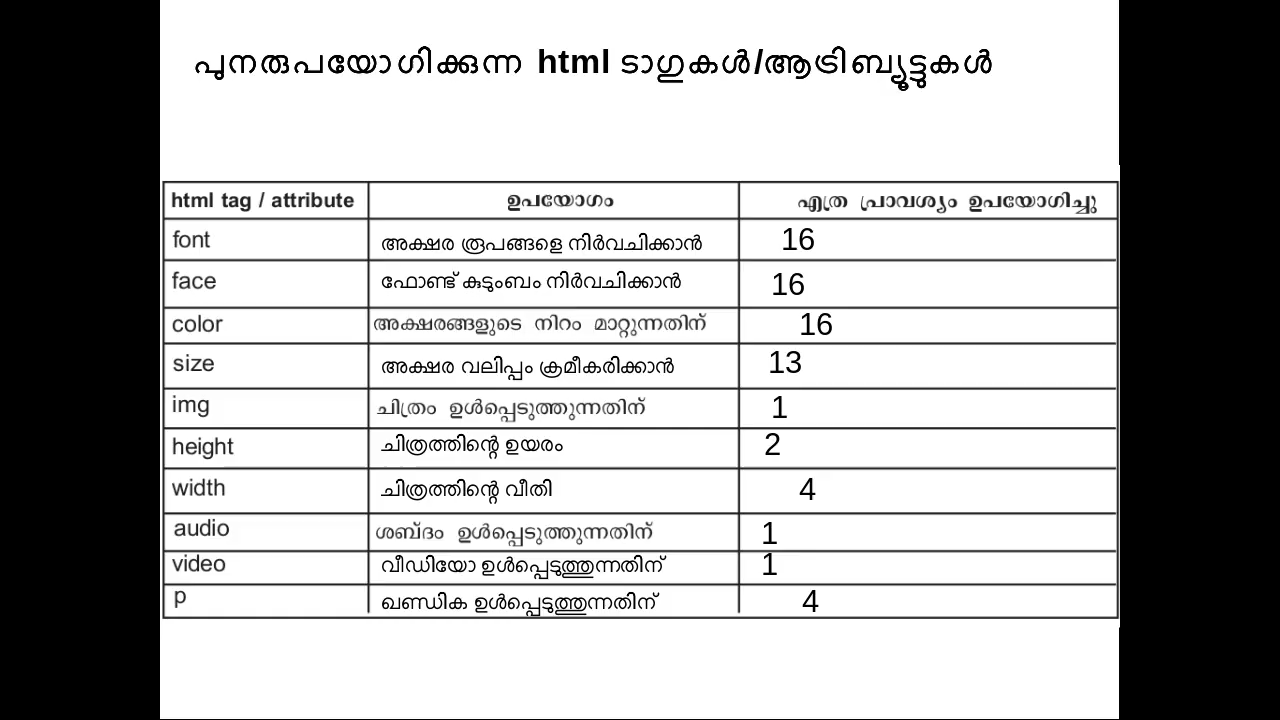 പുനരുപയോഗിക്കുന്ന html ടാഗുകൾ/ആട്രിബ്യൂട്ടുകൾ
html tag / attribute ഉപയോഗം എത്ര പ്രാവശ്യം ഉപയോഗിച്ചു
font അക്ഷര രൂപങ്ങളെ നിർവചിക്കാൻ 16
face ഫോണ്ട് കുടുംബം നിർവചിക്കാൻ 16
color അക്ഷരങ്ങളുടെ നിറം മാറ്റുന്നതിന് 16
size അക്ഷര വലിപ്പം ക്രമീകരിക്കാൻ 13
img ചിത്രം ഉൾപ്പെടുത്തുന്നതിന് 1
height ചിത്രത്തിന്റെ ഉയരം 2
width ചിത്രത്തിന്റെ വീതി 4
audio ശബ്ദം ഉൾപ്പെടുത്തുന്നതിന് 1
video വീഡിയോ ഉൾപ്പെടുത്തുന്നതിന് 1
p ഖണ്ഡിക ഉൾപ്പെടുത്തുന്നതിന് 4